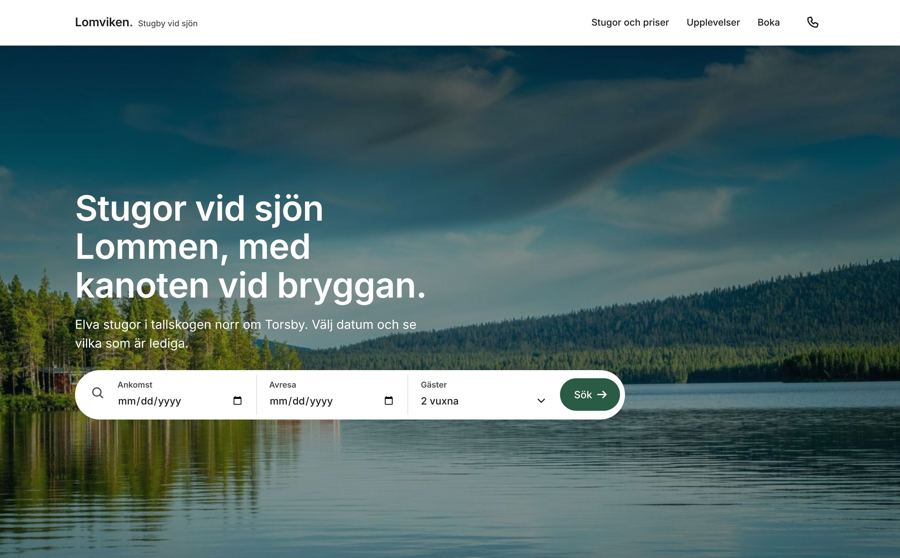 Lomviken. Stugby vid sjön
Stugor och priser
Upplevelser
Boka
Stugor vid sjön
Lommen, med
kanoten vid bryggan.
Elva stugor i tallskogen norr om Torsby. Välj datum och se
vilka som är lediga.
Ankomst
mm/dd/yyyy
Avresa
mm/dd/yyyy
Gäster
2 vuxna
Sök